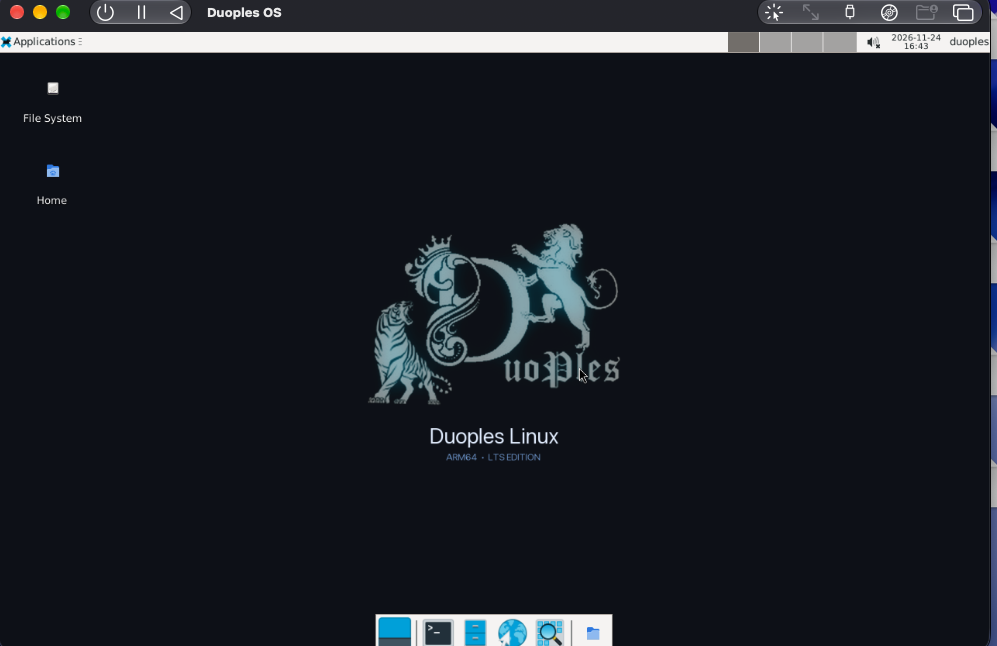 Duoples OS
Applications
2026-11-24
16:43
duoples
File System
Home
Duoples
Duoples Linux
ARM64 • LTS EDITION
>_